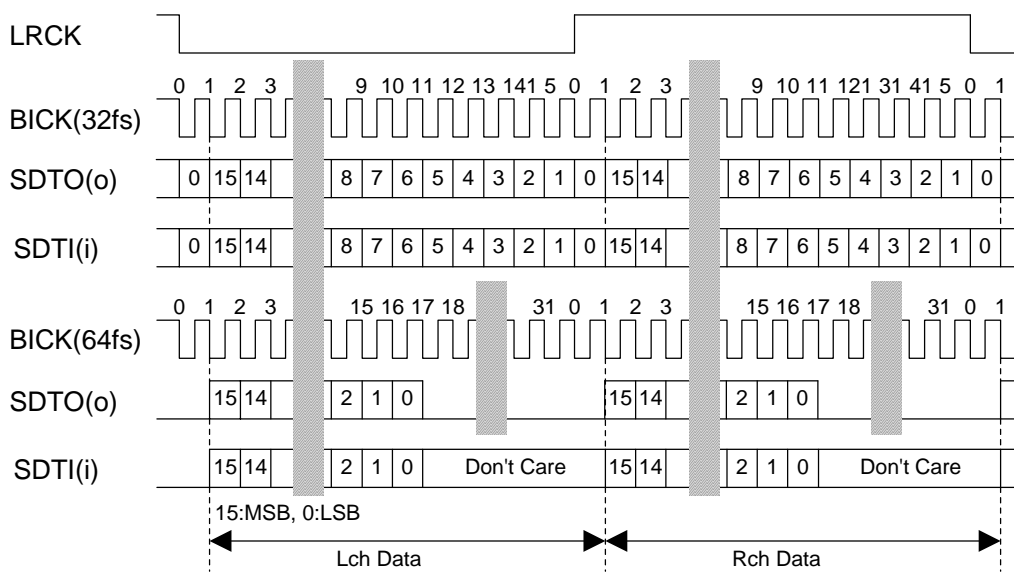 LRCK
0 1 2 3 9 10 11 12 13 141 5 0 1 2 3 9 10 11 121 31 41 5 0 1
BICK(32fs)
SDTO(o) 0 15 14 8 7 6 5 4 3 2 1 0 15 14 8 7 6 5 4 3 2 1 0
SDTI(i) 0 15 14 8 7 6 5 4 3 2 1 0 15 14 8 7 6 5 4 3 2 1 0
0 1 2 3 15 16 17 18 31 0 1 2 3 15 16 17 18 31 0 1
BICK(64fs)
SDTO(o) 15 14 2 1 0 15 14 2 1 0
SDTI(i) 15 14 2 1 0 Don't Care 15 14 2 1 0 Don't Care
15:MSB, 0:LSB
Lch Data Rch Data